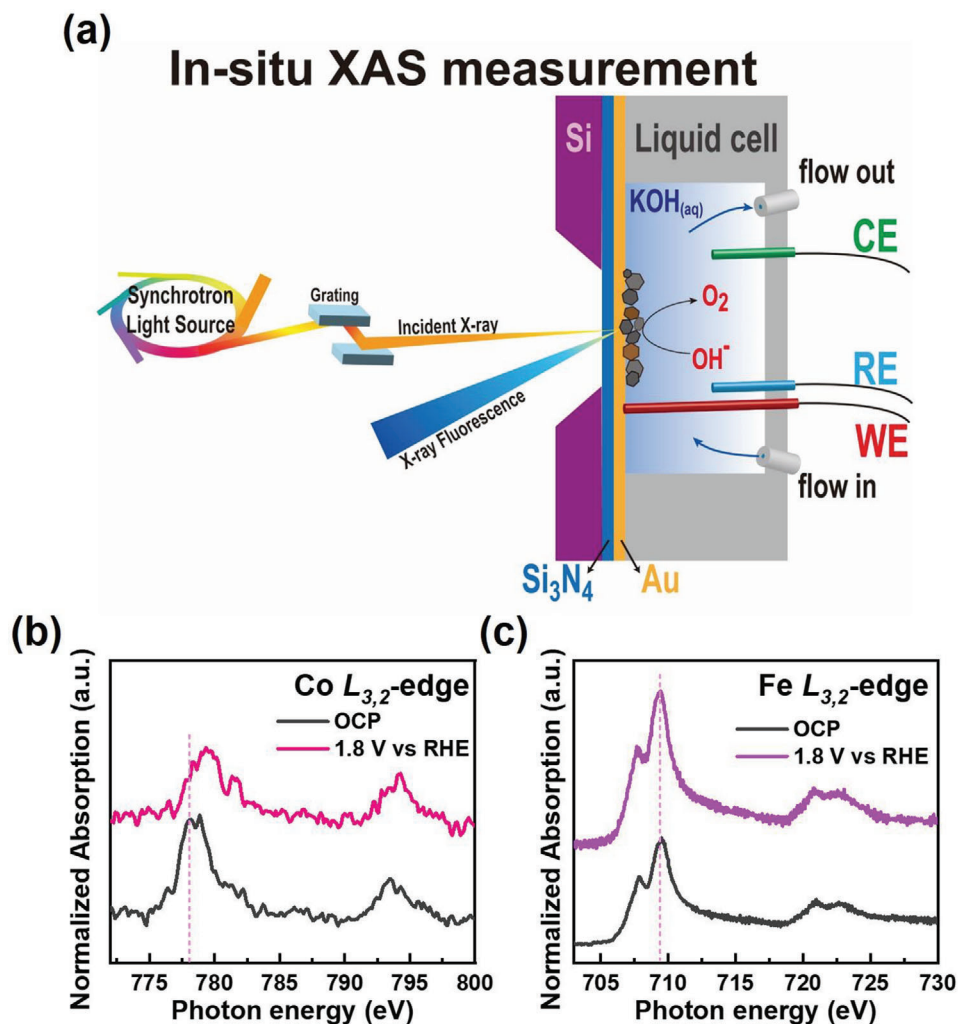 (a)
In-situ XAS measurement
Si
Liquid cell
flow out
KOH(aq)
CE
Synchrotron
Light Source
Grating
Incident X-ray
O2
OH-
X-ray Fluorescence
RE
WE
flow in
Si3N4
Au
(b)
Normalized Absorption (a.u.)
Co L3,2-edge
OCP
1.8 V vs RHE
775 780 785 790 795 800
Photon energy (eV)
(c)
Normalized Absorption (a.u.)
Fe L3,2-edge
OCP
1.8 V vs RHE
705 710 715 720 725 730
Photon energy (eV)